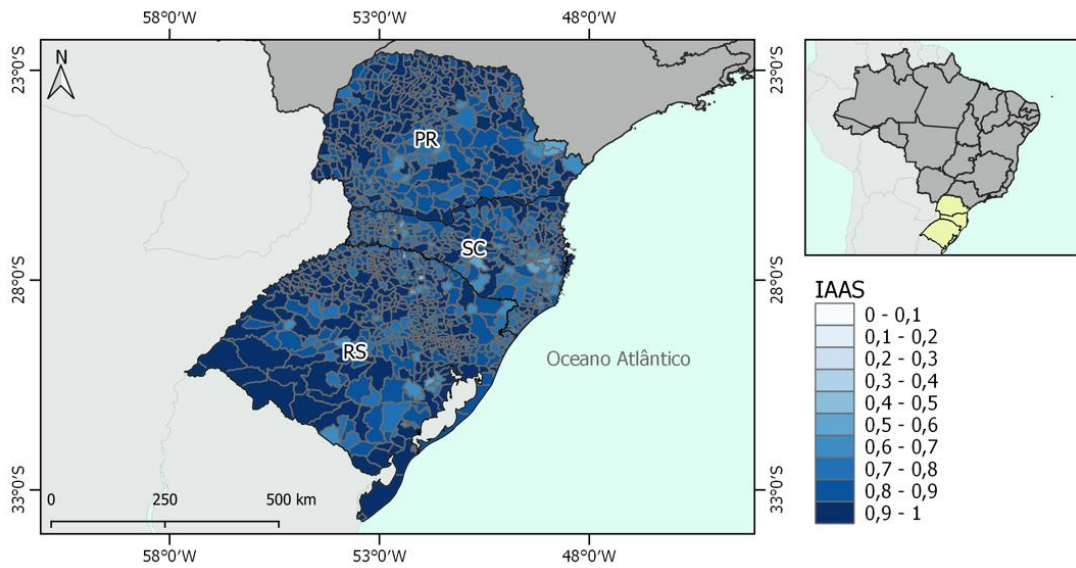 58°0'W 53°0'W 48°0'W
N
23°0'S
28°0'S
33°0'S
PR
SC
RS
Oceano Atlântico
0 250 500 km
58°0'W 53°0'W 48°0'W
23°0'S
28°0'S
33°0'S
IAAS
0 - 0,1
0,1 - 0,2
0,2 - 0,3
0,3 - 0,4
0,4 - 0,5
0,5 - 0,6
0,6 - 0,7
0,7 - 0,8
0,8 - 0,9
0,9 - 1